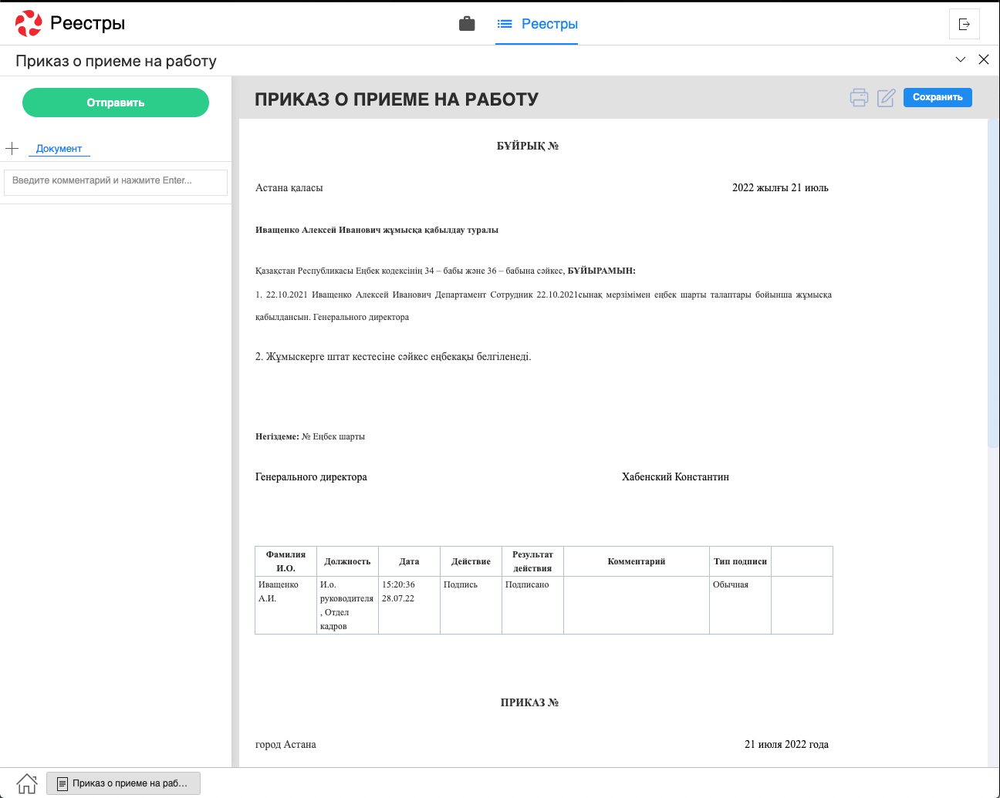 Реестры
Реестры
Приказ о приеме на работу
Отправить
Документ
Введите комментарий и нажмите Enter...
ПРИКАЗ О ПРИЕМЕ НА РАБОТУ
Сохранить
БҰЙРЫҚ №
Астана қаласы
2022 жылғы 21 июль
Иващенко Алексей Иванович жұмысқа қабылдау туралы
Қазақстан Республикасы Еңбек кодексінің 34 – бабы және 36 – бабына сәйкес, БҰЙЫРАМЫН:
1. 22.10.2021 Иващенко Алексей Иванович Департамент Сотрудник 22.10.2021сынақ мерзімімен еңбек шарты талаптары бойынша жұмысқа
қабылдансын. Генерального директора
2. Жұмыскерге штат кестесіне сәйкес еңбекақы белгіленеді.
Негіздеме: № Еңбек шарты
Генерального директора
Хабенский Константин
Фамилия И.О. Должность Дата Действие Результат действия Комментарий Тип подписи
Иващенко А.И. И.о. руководителя , Отдел кадров 15:20:36 28.07.22 Подпись Подписано Обычная
ПРИКАЗ №
город Астана
21 июля 2022 года
Приказ о приеме на раб...